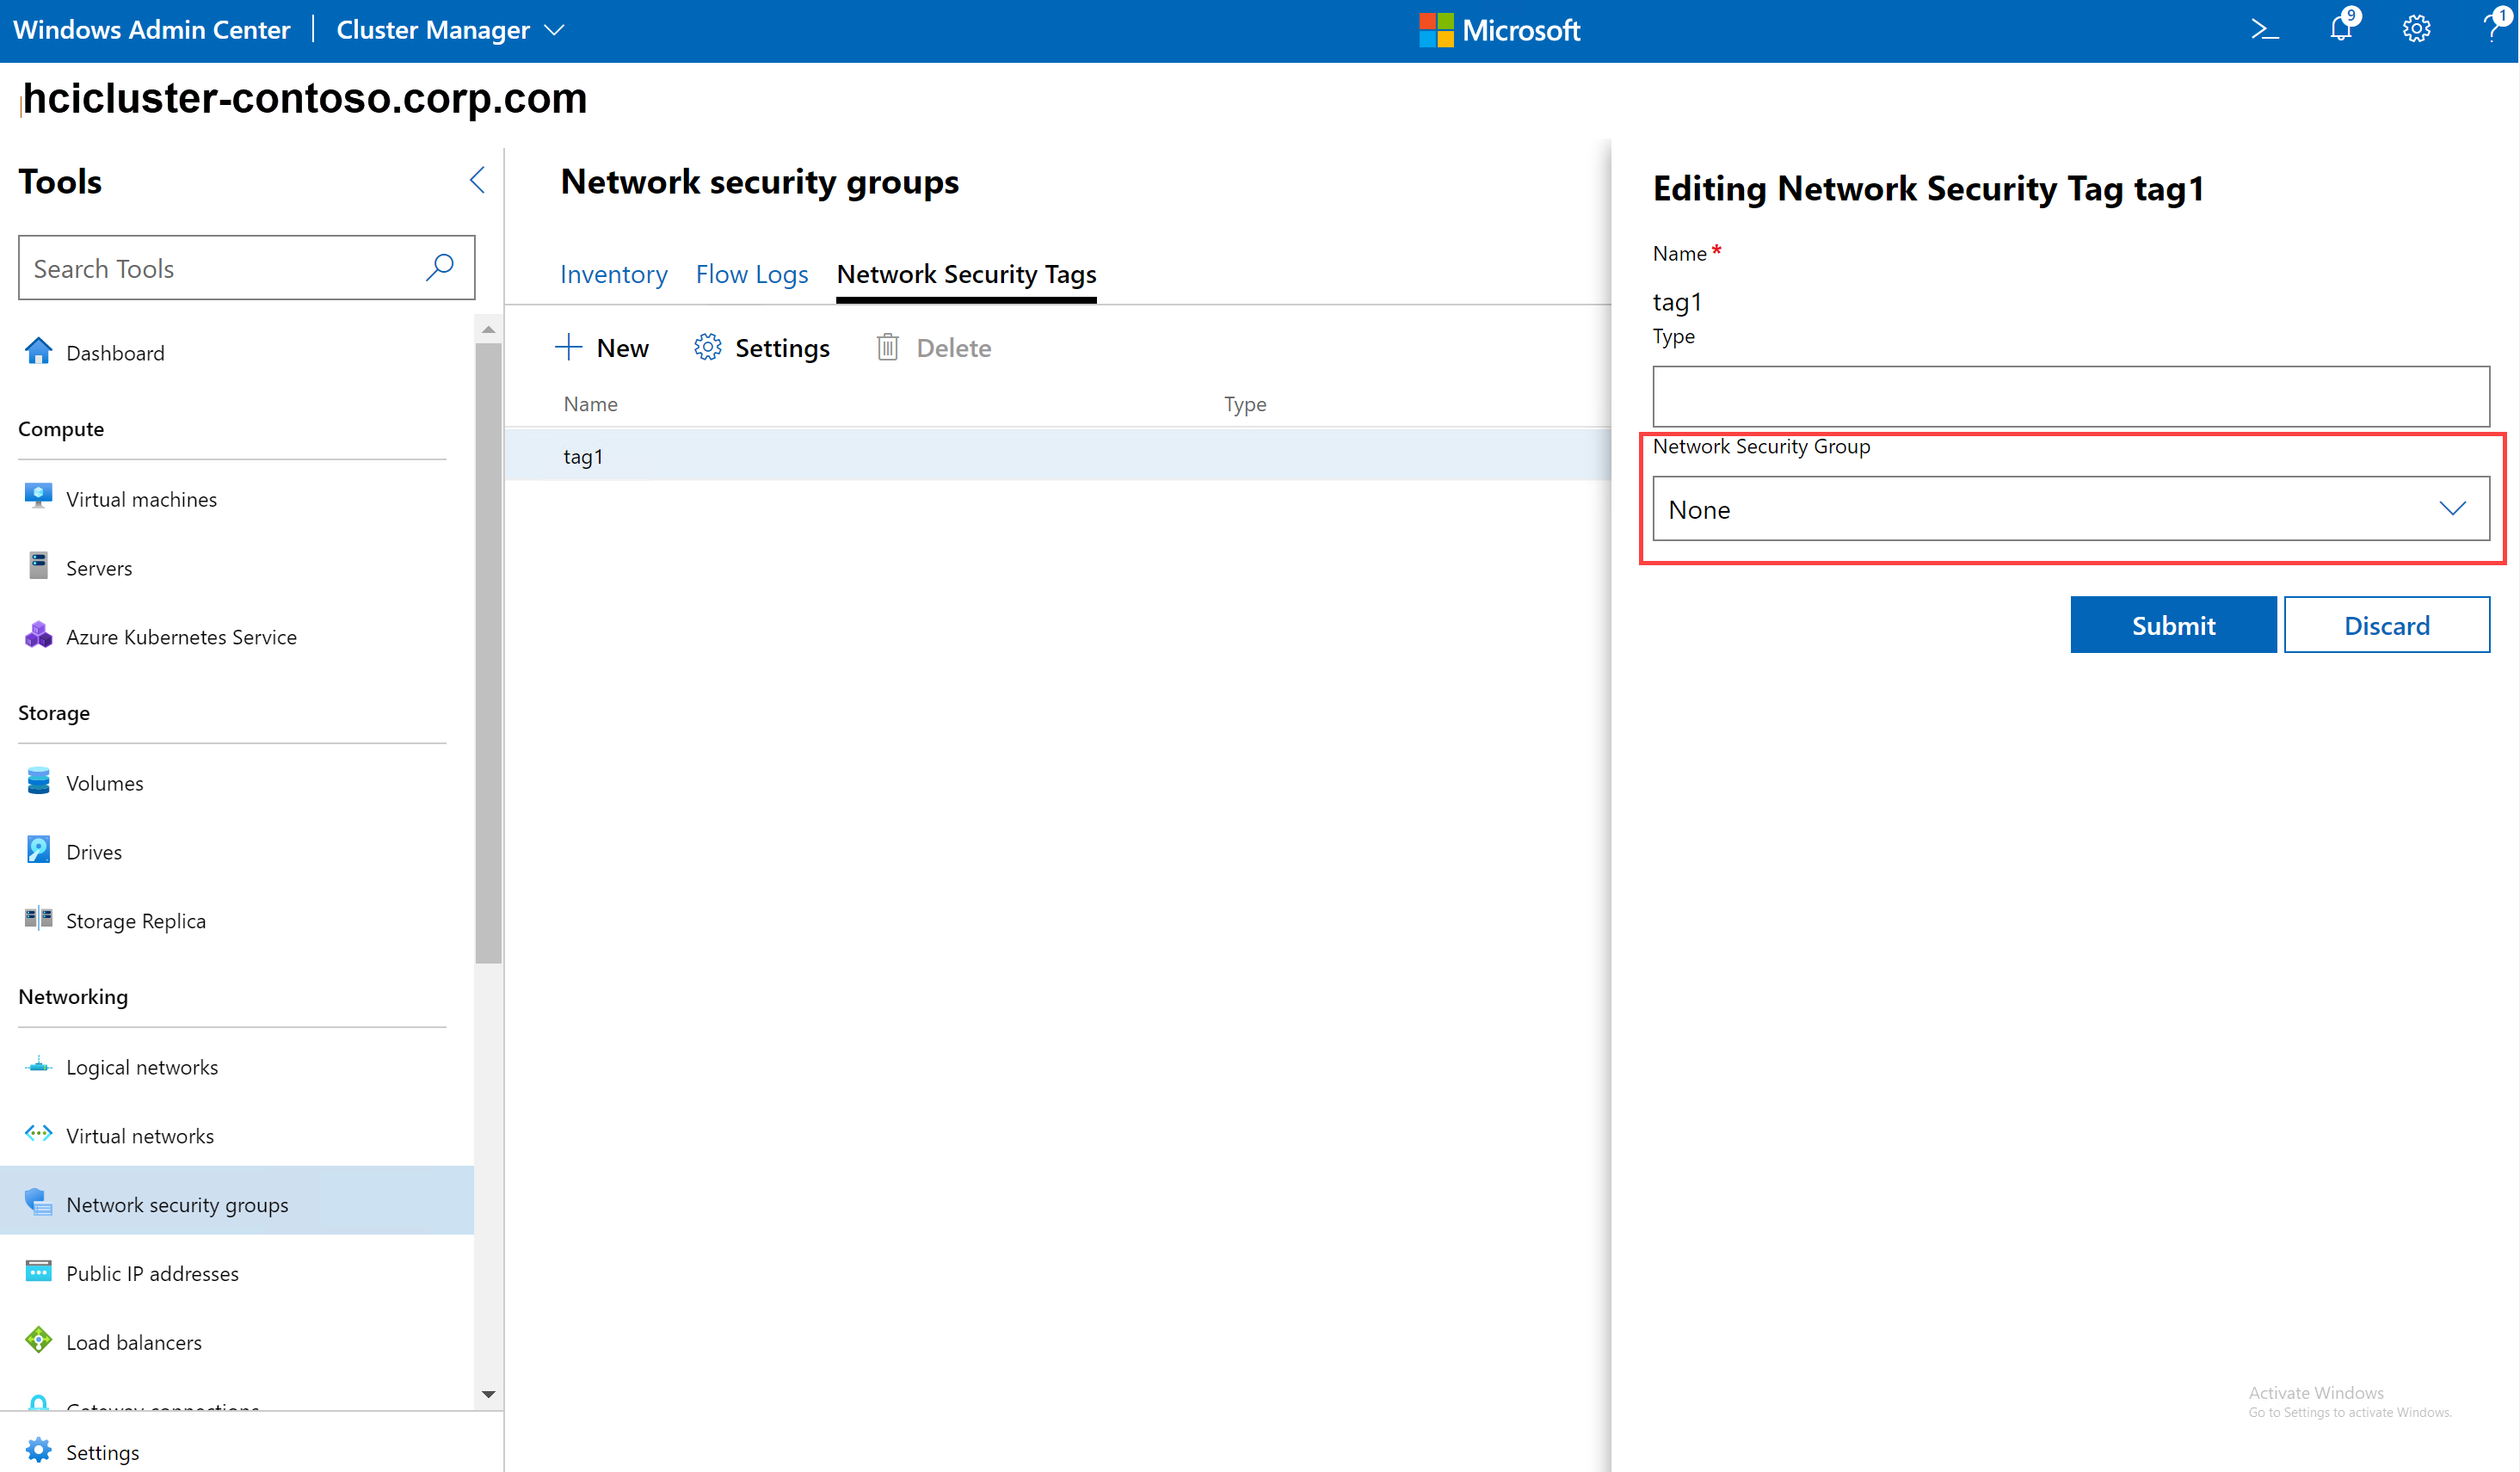 Windows Admin Center | Cluster Manager
Microsoft
9
1
hcicluster-contoso.corp.com
Tools
Search Tools
Dashboard
Compute
Virtual machines
Servers
Azure Kubernetes Service
Storage
Volumes
Drives
Storage Replica
Networking
Logical networks
Virtual networks
Network security groups
Public IP addresses
Load balancers
Gateway connections
Settings
Network security groups
Inventory Flow Logs Network Security Tags
New Settings Delete
Name Type
tag1
Editing Network Security Tag tag1
Name *
tag1
Type
Network Security Group
None
Submit Discard
Activate Windows
Go to Settings to activate Windows.